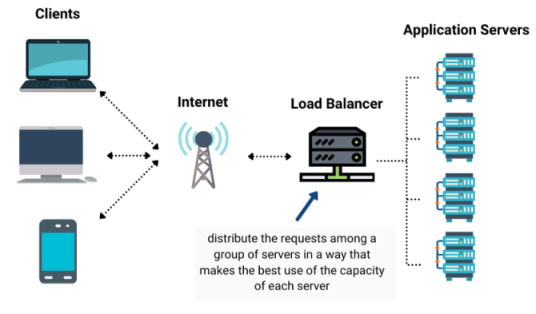 Clients
Application Servers
Internet
Load Balancer
distribute the requests among a
group of servers in a way that
makes the best use of the capacity
of each server